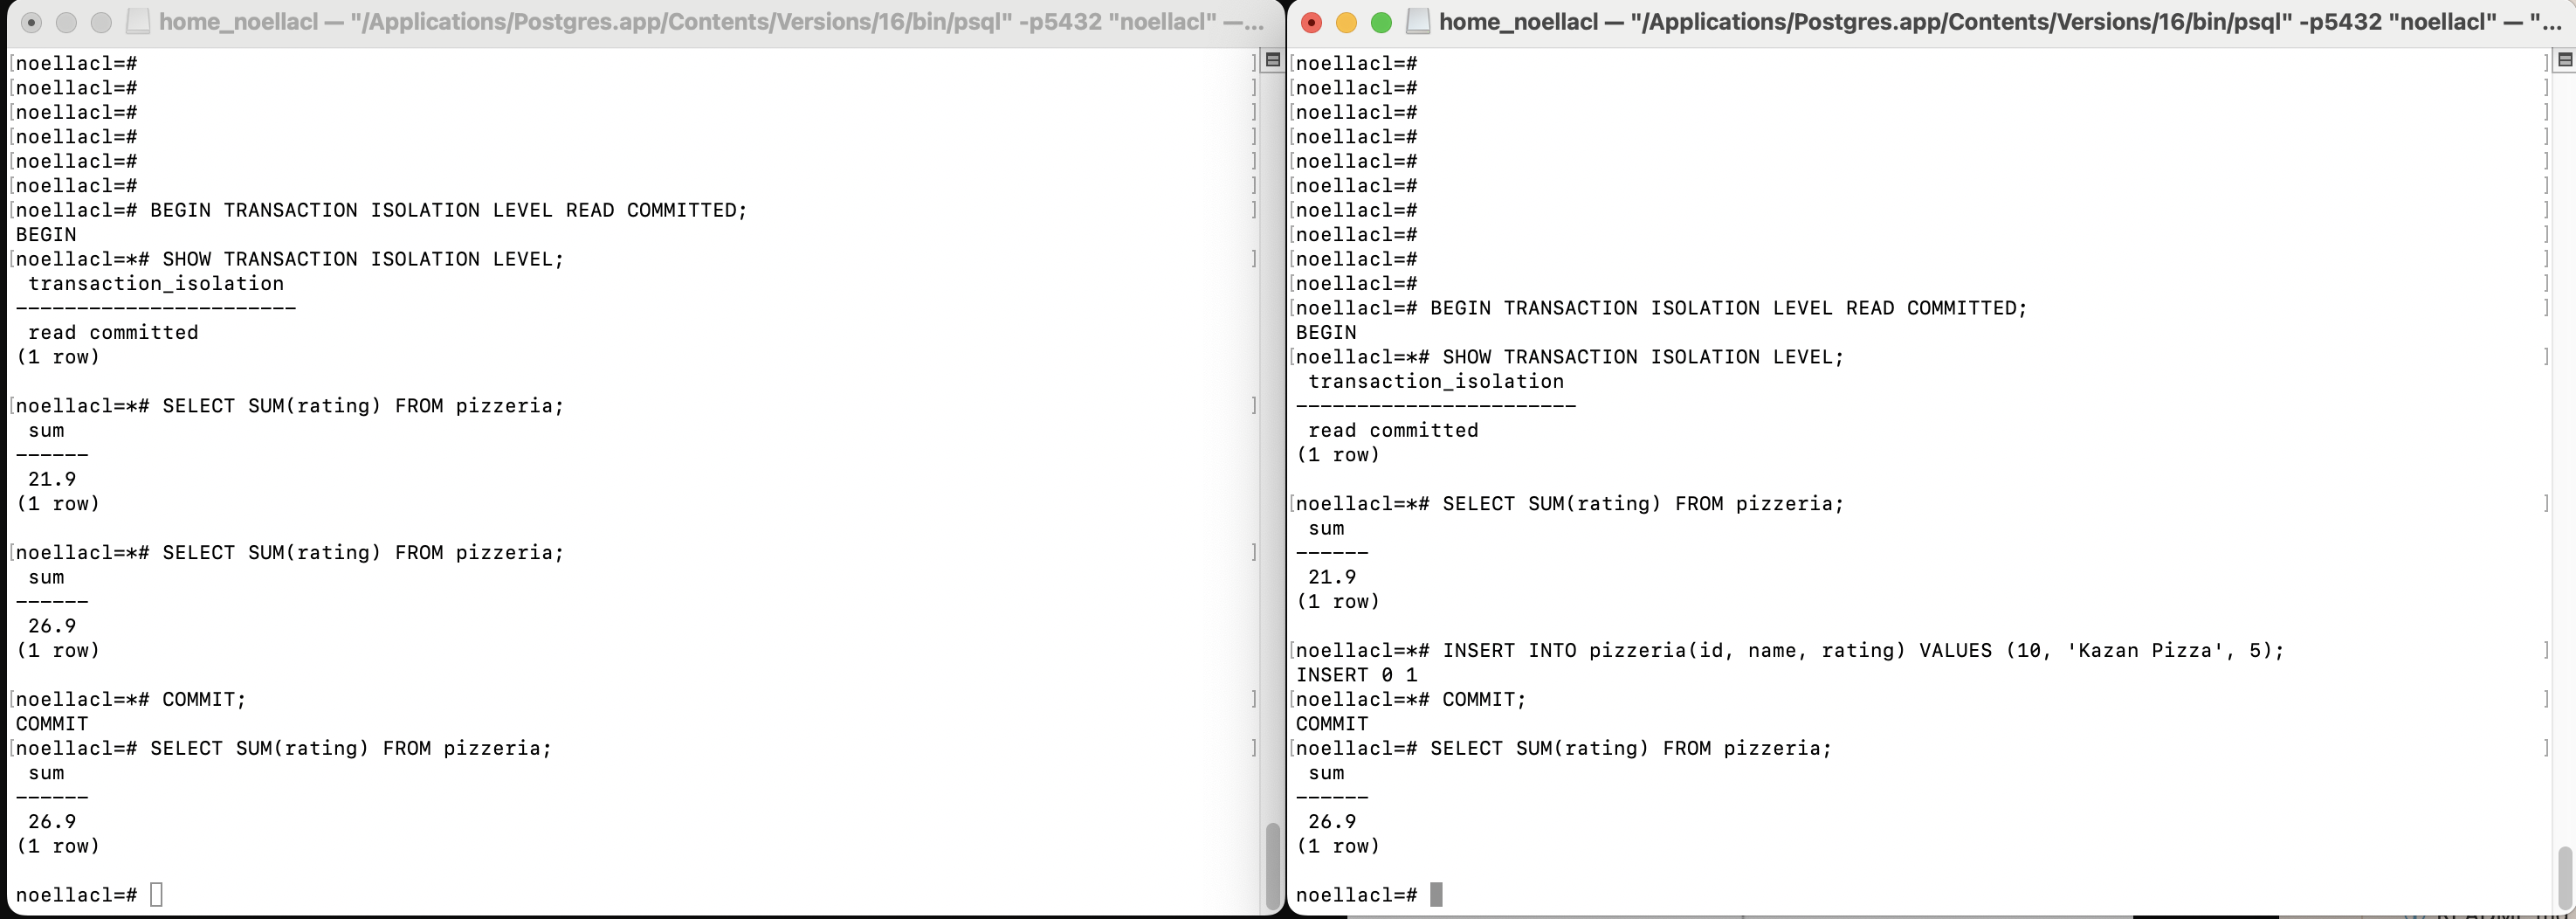 home_noellacl — "/Applications/Postgres.app/Contents/Versions/16/bin/psql" -p5432 "noellacl" —...
[noellacl=# ]
[noellacl=# ]
[noellacl=# ]
[noellacl=# ]
[noellacl=# ]
[noellacl=# ]
[noellacl=# BEGIN TRANSACTION ISOLATION LEVEL READ COMMITTED; ]
BEGIN
[noellacl=*# SHOW TRANSACTION ISOLATION LEVEL; ]
transaction_isolation
-----------------------
read committed
(1 row)
[noellacl=*# SELECT SUM(rating) FROM pizzeria; ]
sum
------
21.9
(1 row)
[noellacl=*# SELECT SUM(rating) FROM pizzeria; ]
sum
------
26.9
(1 row)
[noellacl=*# COMMIT; ]
COMMIT
[noellacl=# SELECT SUM(rating) FROM pizzeria; ]
sum
------
26.9
(1 row)
noellacl=#
home_noellacl — "/Applications/Postgres.app/Contents/Versions/16/bin/psql" -p5432 "noellacl" — "...
[noellacl=# ]
[noellacl=# ]
[noellacl=# ]
[noellacl=# ]
[noellacl=# ]
[noellacl=# ]
[noellacl=# ]
[noellacl=# ]
[noellacl=# ]
[noellacl=# ]
[noellacl=# BEGIN TRANSACTION ISOLATION LEVEL READ COMMITTED; ]
BEGIN
[noellacl=*# SHOW TRANSACTION ISOLATION LEVEL; ]
transaction_isolation
-----------------------
read committed
(1 row)
[noellacl=*# SELECT SUM(rating) FROM pizzeria; ]
sum
------
21.9
(1 row)
[noellacl=*# INSERT INTO pizzeria(id, name, rating) VALUES (10, 'Kazan Pizza', 5); ]
INSERT 0 1
[noellacl=*# COMMIT; ]
COMMIT
[noellacl=# SELECT SUM(rating) FROM pizzeria; ]
sum
------
26.9
(1 row)
noellacl=#